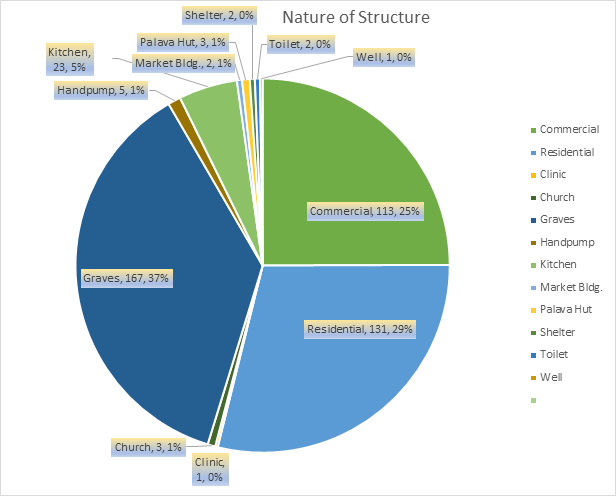 Nature of Structure
Shelter, 2, 0%
Palava Hut, 3, 1%
Toilet, 2, 0%
Kitchen,
23, 5%
Market Bldg., 2, 1%
Well, 1, 0%
Handpump, 5, 1%
Commercial, 113, 25%
Graves, 167, 37%
Residential, 131, 29%
Church, 3, 1%
Clinic,
1, 0%
Commercial
Residential
Clinic
Church
Graves
Handpump
Kitchen
Market Bldg.
Palava Hut
Shelter
Toilet
Well